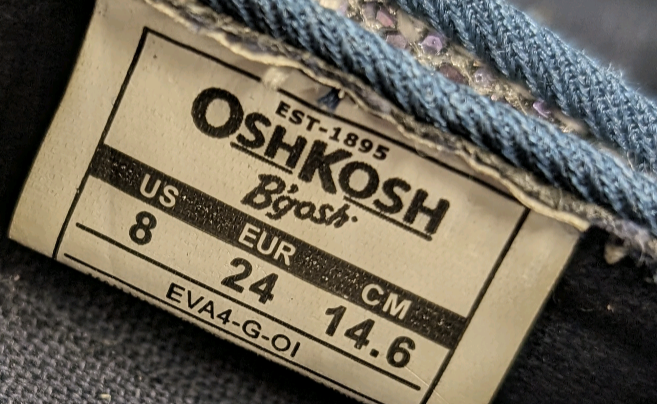 EST-1895
OSHKOSH
B'gosh
US EUR CM
8 24 14.6
EVA4-G-OI